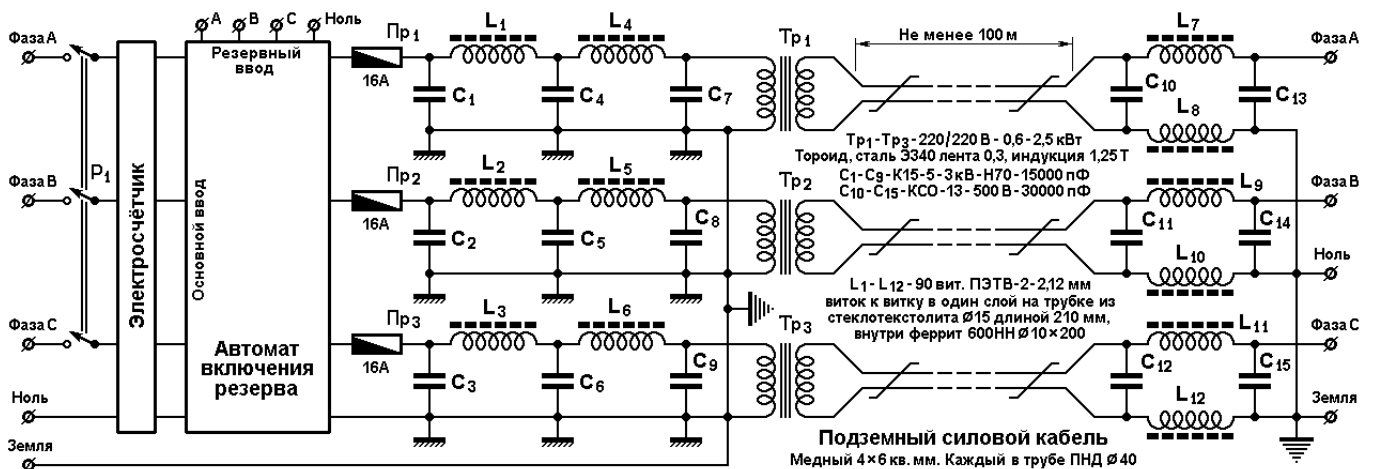 А В С Ноль
Фаза А
Резервный
ввод
Пр1
16А
L1
L4
C1
C4
C7
Тр1
Не менее 100 м
L7
C10
L8
C13
Фаза А
Тр1-Тр3-220/220 В - 0,6-2,5 кВт
Тороид, сталь Э340 лента 0,3, индукция 1,25 Т
С1-С9-К15-5-3 кВ-Н70-15000 пФ
С10-С15-КСО-13-500 В-30000 пФ
Фаза В
Р1
Электросчётчик
Основной ввод
Пр2
16А
L2
L5
C2
C5
C8
Тр2
L9
C11
L10
C14
Фаза В
Ноль
L1-L12-90 вит. ПЭТВ-2-2,12 мм
виток к витку в один слой на трубке из
стеклотекстолита Ø15 длиной 210 мм,
внутри феррит 600НН Ø10×200
Фаза С
Автомат
включения
резерва
Пр3
16А
L3
L6
C3
C6
C9
Тр3
L11
C12
L12
C15
Фаза С
Ноль
Земля
Земля
Подземный силовой кабель
Медный 4×6 кв. мм. Каждый в трубе ПНД Ø40